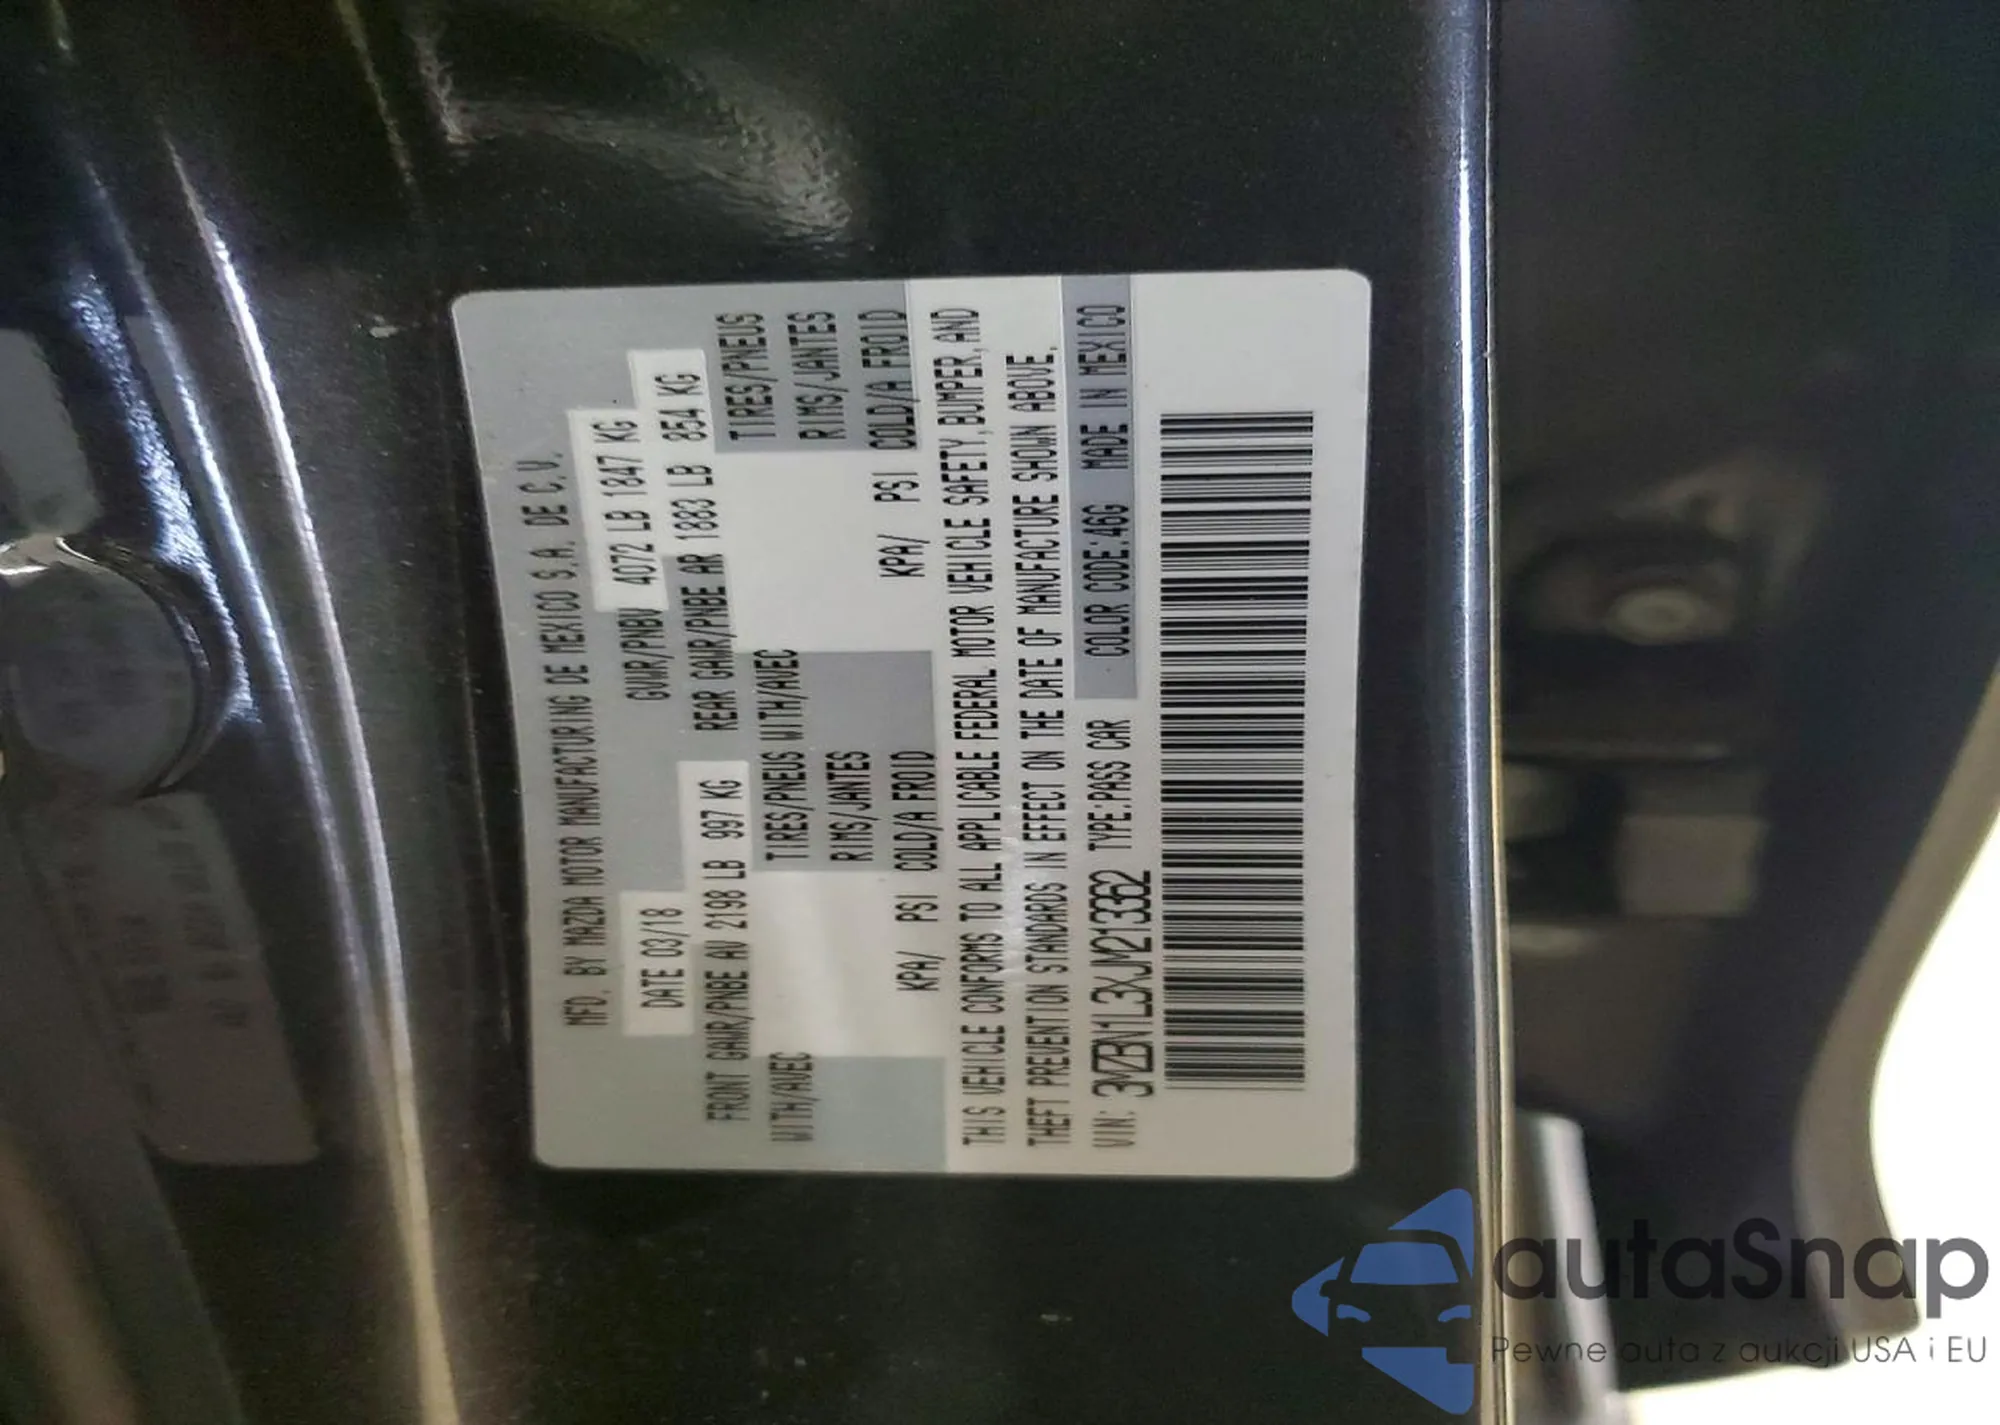 MFD. BY MAZDA MOTOR MANUFACTURING DE MEXICO S.A. DE C.V.
DATE 03/18 GVWR/PNBV 4072 LB 1847 KG
FRONT GAWR/PNBE AV 2198 LB 997 KG REAR GAWR/PNBE AR 1883 LB 854 KG
WITH/AVEC TIRES/PNEUS WITH/AVEC TIRES/PNEUS
RIMS/JANTES RIMS/JANTES
KPA/ PSI COLD/A FROID KPA/ PSI COLD/A FROID
THIS VEHICLE CONFORMS TO ALL APPLICABLE FEDERAL MOTOR VEHICLE SAFETY,BUMPER,AND
THEFT PREVENTION STANDARDS IN EFFECT ON THE DATE OF MANUFACTURE SHOWN ABOVE.
VIN: 3MZBN1L3XJM213362 TYPE:PASS CAR COLOR CODE:46G MADE IN MEXICO
autaSnap
Pewne auta z aukcji USA i EU